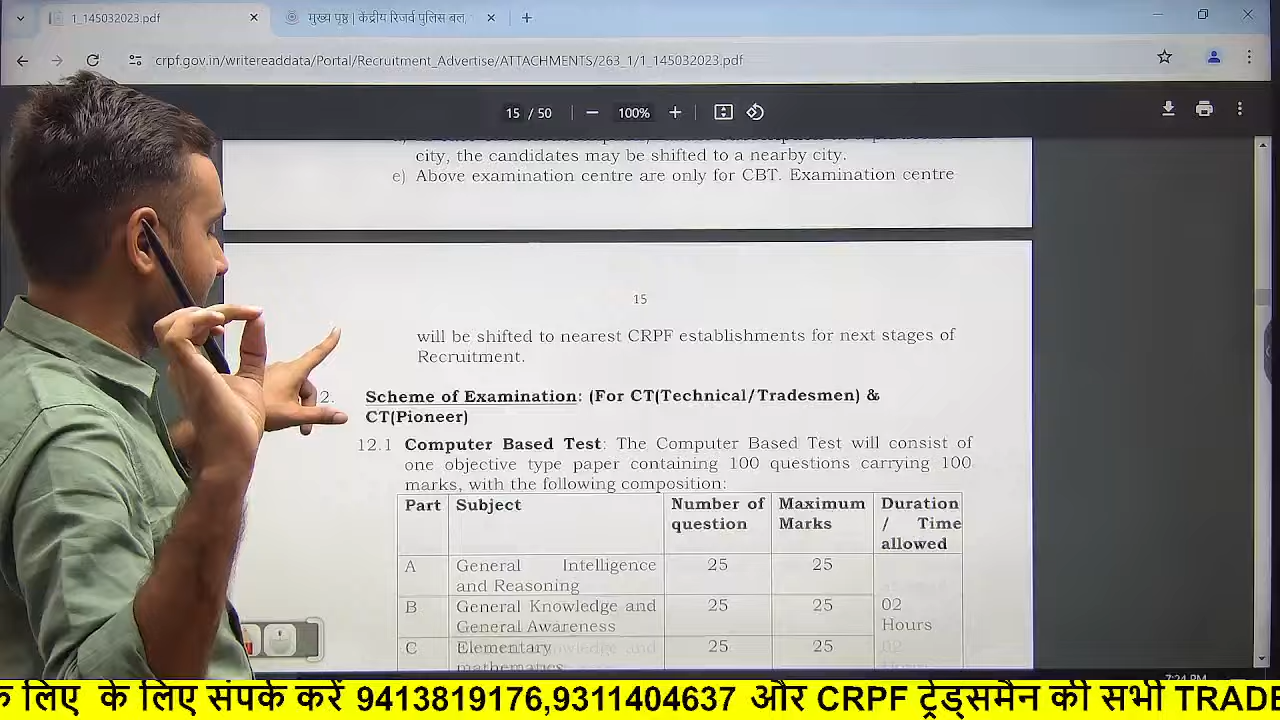 1_145032023.pdf
मुख्य पृष्ठ | केंद्रीय रिजर्व पुलिस बल,
crpf.gov.in/writereaddata/Portal/Recruitment_Advertise/ATTACHMENTS/263_1/1_145032023.pdf
15 / 50 100%
city, the candidates may be shifted to a nearby city.
e) Above examination centre are only for CBT. Examination centre
15
will be shifted to nearest CRPF establishments for next stages of
Recruitment.
2. Scheme of Examination: (For CT(Technical/Tradesmen) &
CT(Pioneer)
12.1 Computer Based Test: The Computer Based Test will consist of
one objective type paper containing 100 questions carrying 100
marks, with the following composition:
Part Subject Number of question Maximum Marks Duration / Time allowed
A General Intelligence and Reasoning 25 25
B General Knowledge and General Awareness 25 25 02 Hours
C Elementary mathematics 25 25
7:24 PM
के लिए के लिए संपर्क करें 9413819176,9311404637 और CRPF ट्रेड्समैन की सभी TRADE